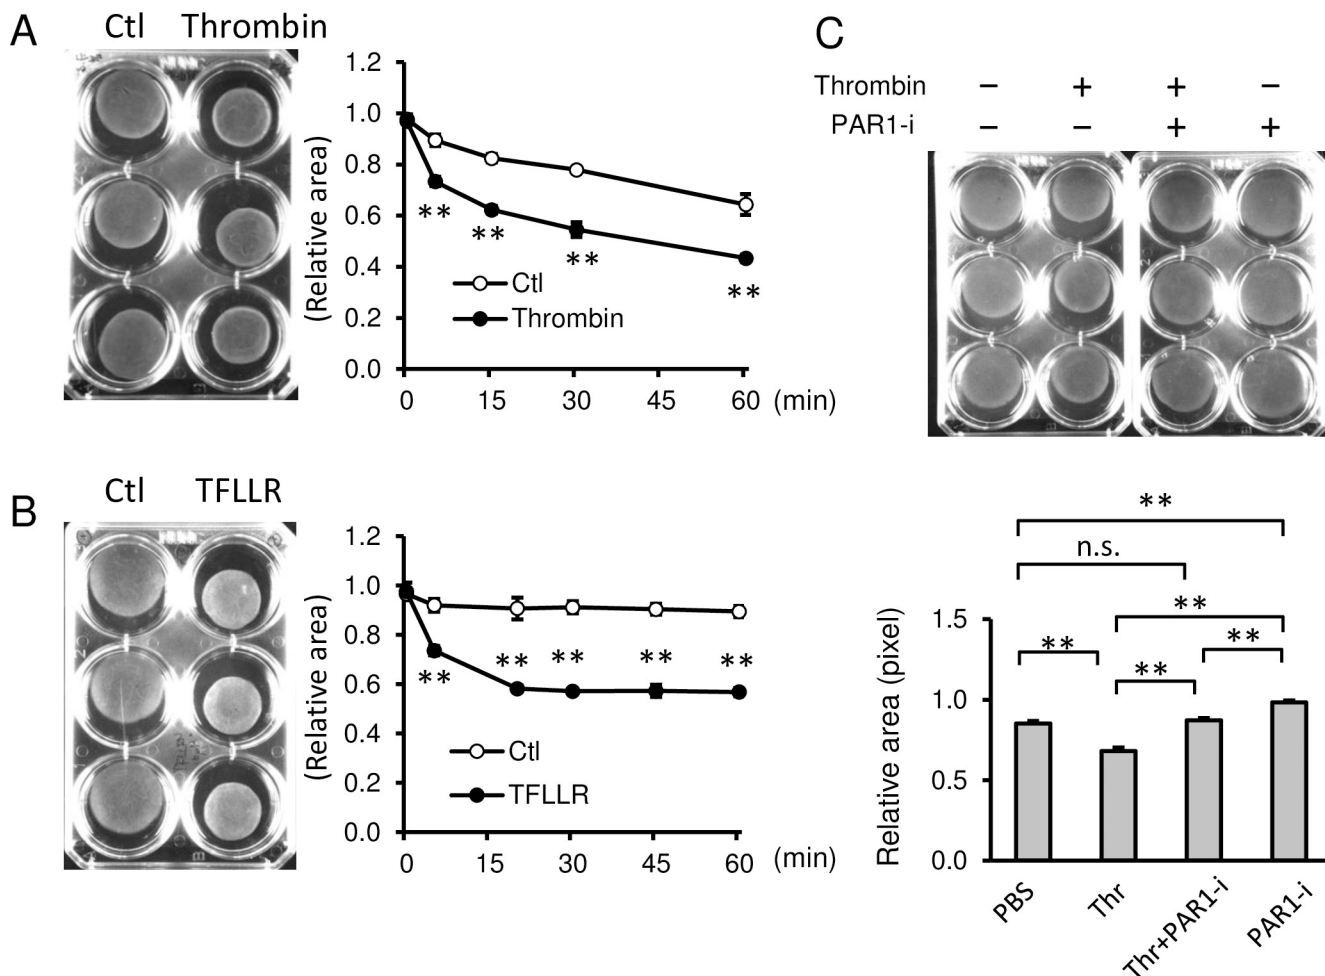 A
Ctl Thrombin
(Relative area)
1.2
1.0
0.8
0.6
0.4
0.2
0.0
**
**
**
**
Ctl
Thrombin
0 15 30 45 60 (min)
B
Ctl TFLLR
(Relative area)
1.2
1.0
0.8
0.6
0.4
0.2
0.0
** ** ** ** **
Ctl
TFLLR
0 15 30 45 60 (min)
C
Thrombin − + + −
PAR1-i − − + +
Relative area (pixel)
1.5
1.0
0.5
0.0
**
n.s.
**
** **
**
PBS Thr Thr+PAR1-i PAR1-i